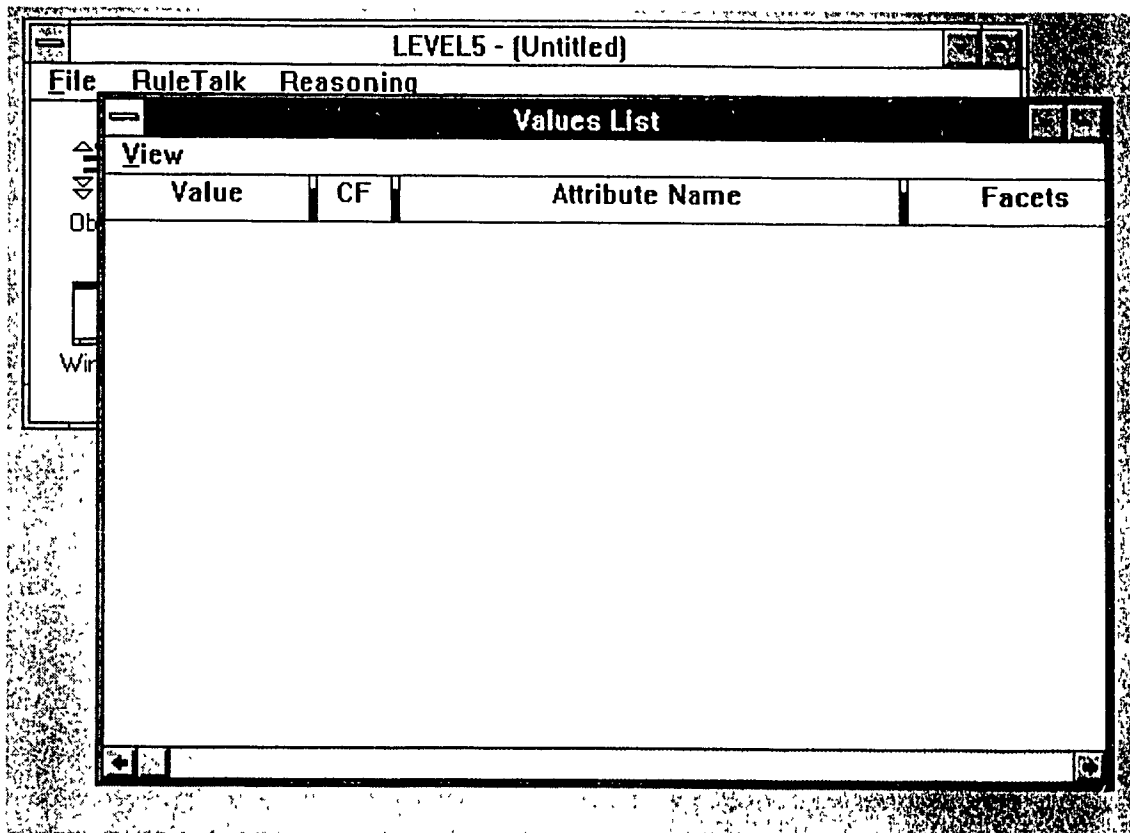 LEVEL5 - (Untitled)
File RuleTalk Reasoning
Values List
View
Value CF Attribute Name Facets
Ob
Wir